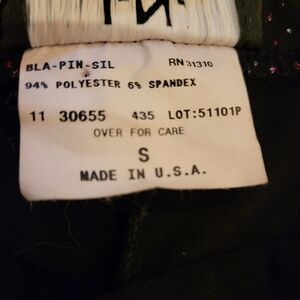 BLA-PIN-SIL RN 31310
94% POLYESTER 6% SPANDEX
11 30655 435 LOT:51101P
OVER FOR CARE
S
MADE IN U.S.A.